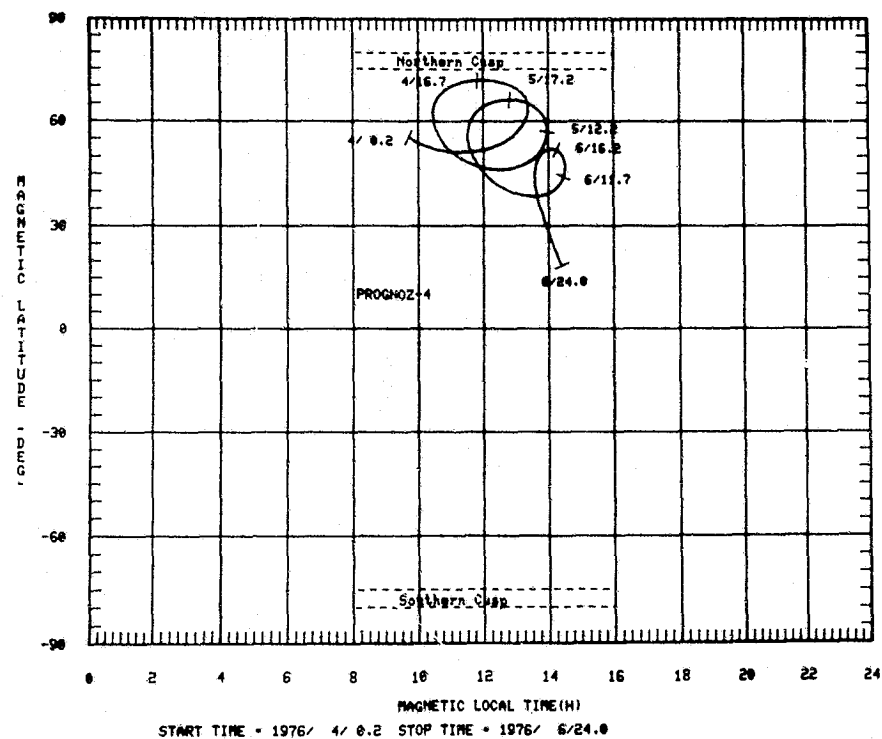 90
Northern Cusp
4/16.7
5/17.2
60
4/ 0.2
5/12.2
6/16.2
6/11.7
30
6/24.0
PROGNOZ-4
0
-30
-60
Southern Cusp
-90
MAGNETIC LATITUDE -DEG.
0 2 4 6 8 10 12 14 16 18 20 22 24
MAGNETIC LOCAL TIME(H)
START TIME = 1976/ 4/ 0.2 STOP TIME = 1976/ 6/24.0